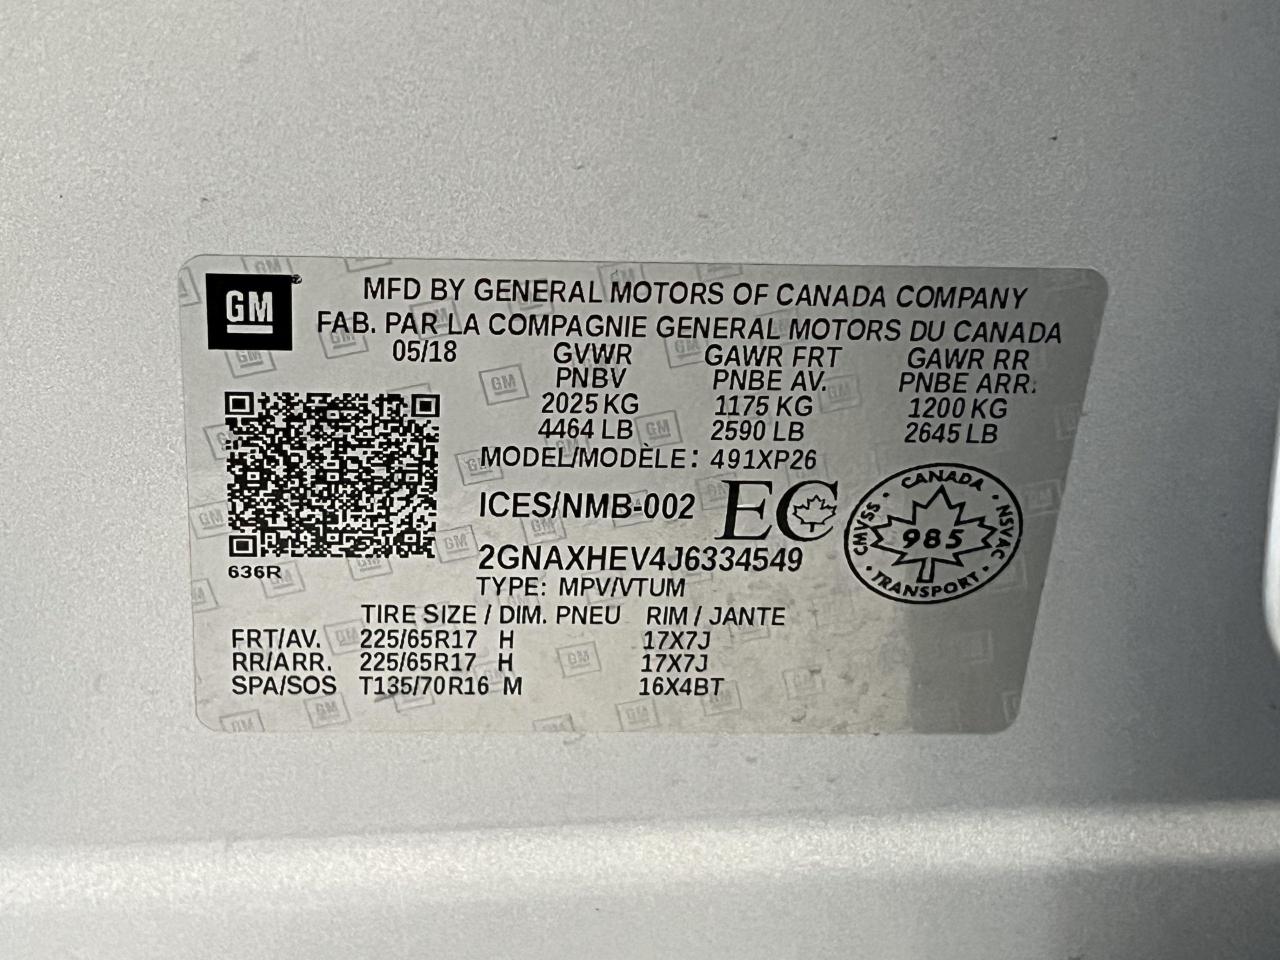 GM
MFD BY GENERAL MOTORS OF CANADA COMPANY
FAB. PAR LA COMPAGNIE GENERAL MOTORS DU CANADA
05/18 GVWR GAWR FRT GAWR RR
PNBV PNBE AV. PNBE ARR.
2025 KG 1175 KG 1200 KG
4464 LB 2590 LB 2645 LB
MODEL/MODÈLE: 491XP26
ICES/NMB-002 EC
CANADA
CMVSS 985 NSVAC
TRANSPORT
2GNAXHEV4J6334549
636R
TYPE: MPV/VTUM
TIRE SIZE / DIM. PNEU RIM / JANTE
FRT/AV. 225/65R17 H 17X7J
RR/ARR. 225/65R17 H 17X7J
SPA/SOS T135/70R16 M 16X4BT